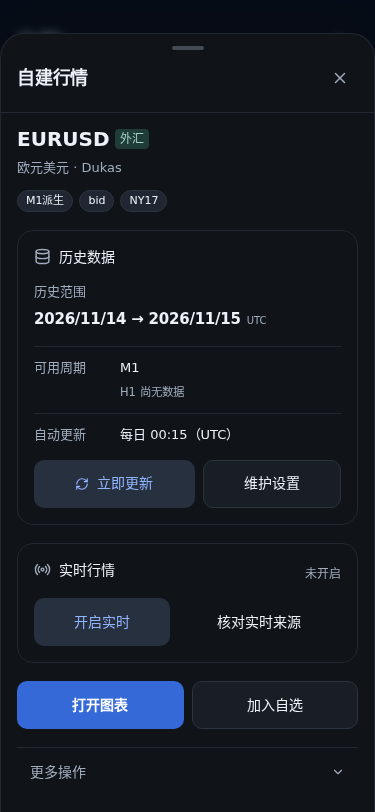 自建行情
EURUSD 外汇
欧元美元 · Dukas
M1派生 bid NY17
历史数据
历史范围
2026/11/14 → 2026/11/15 UTC
可用周期 M1
H1 尚无数据
自动更新 每日 00:15（UTC）
立即更新 维护设置
实时行情 未开启
开启实时 核对实时来源
打开图表 加入自选
更多操作